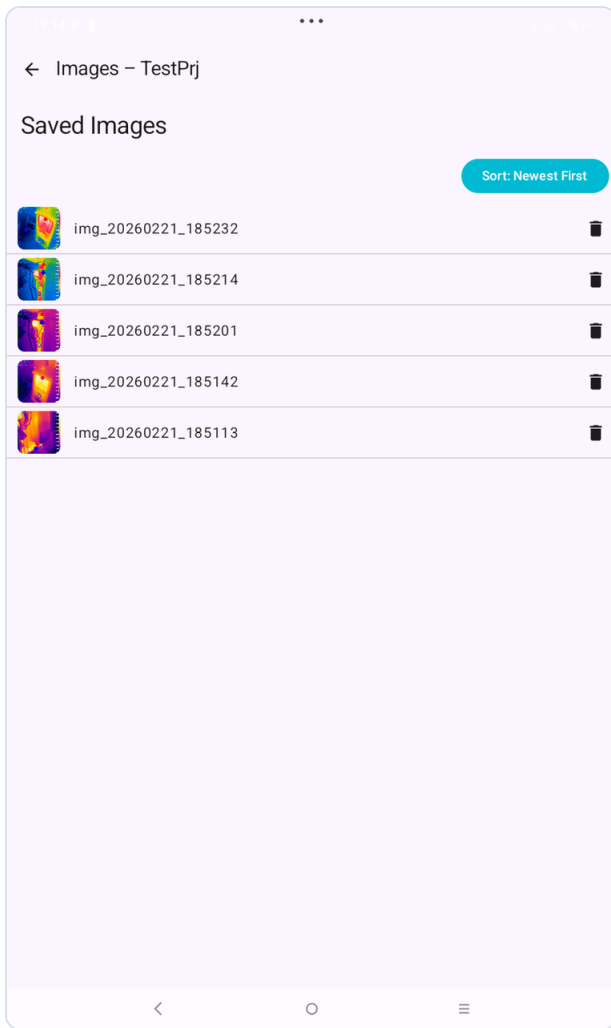 Images – TestPrj
Saved Images
Sort: Newest First
img_20260221_185232
img_20260221_185214
img_20260221_185201
img_20260221_185142
img_20260221_185113